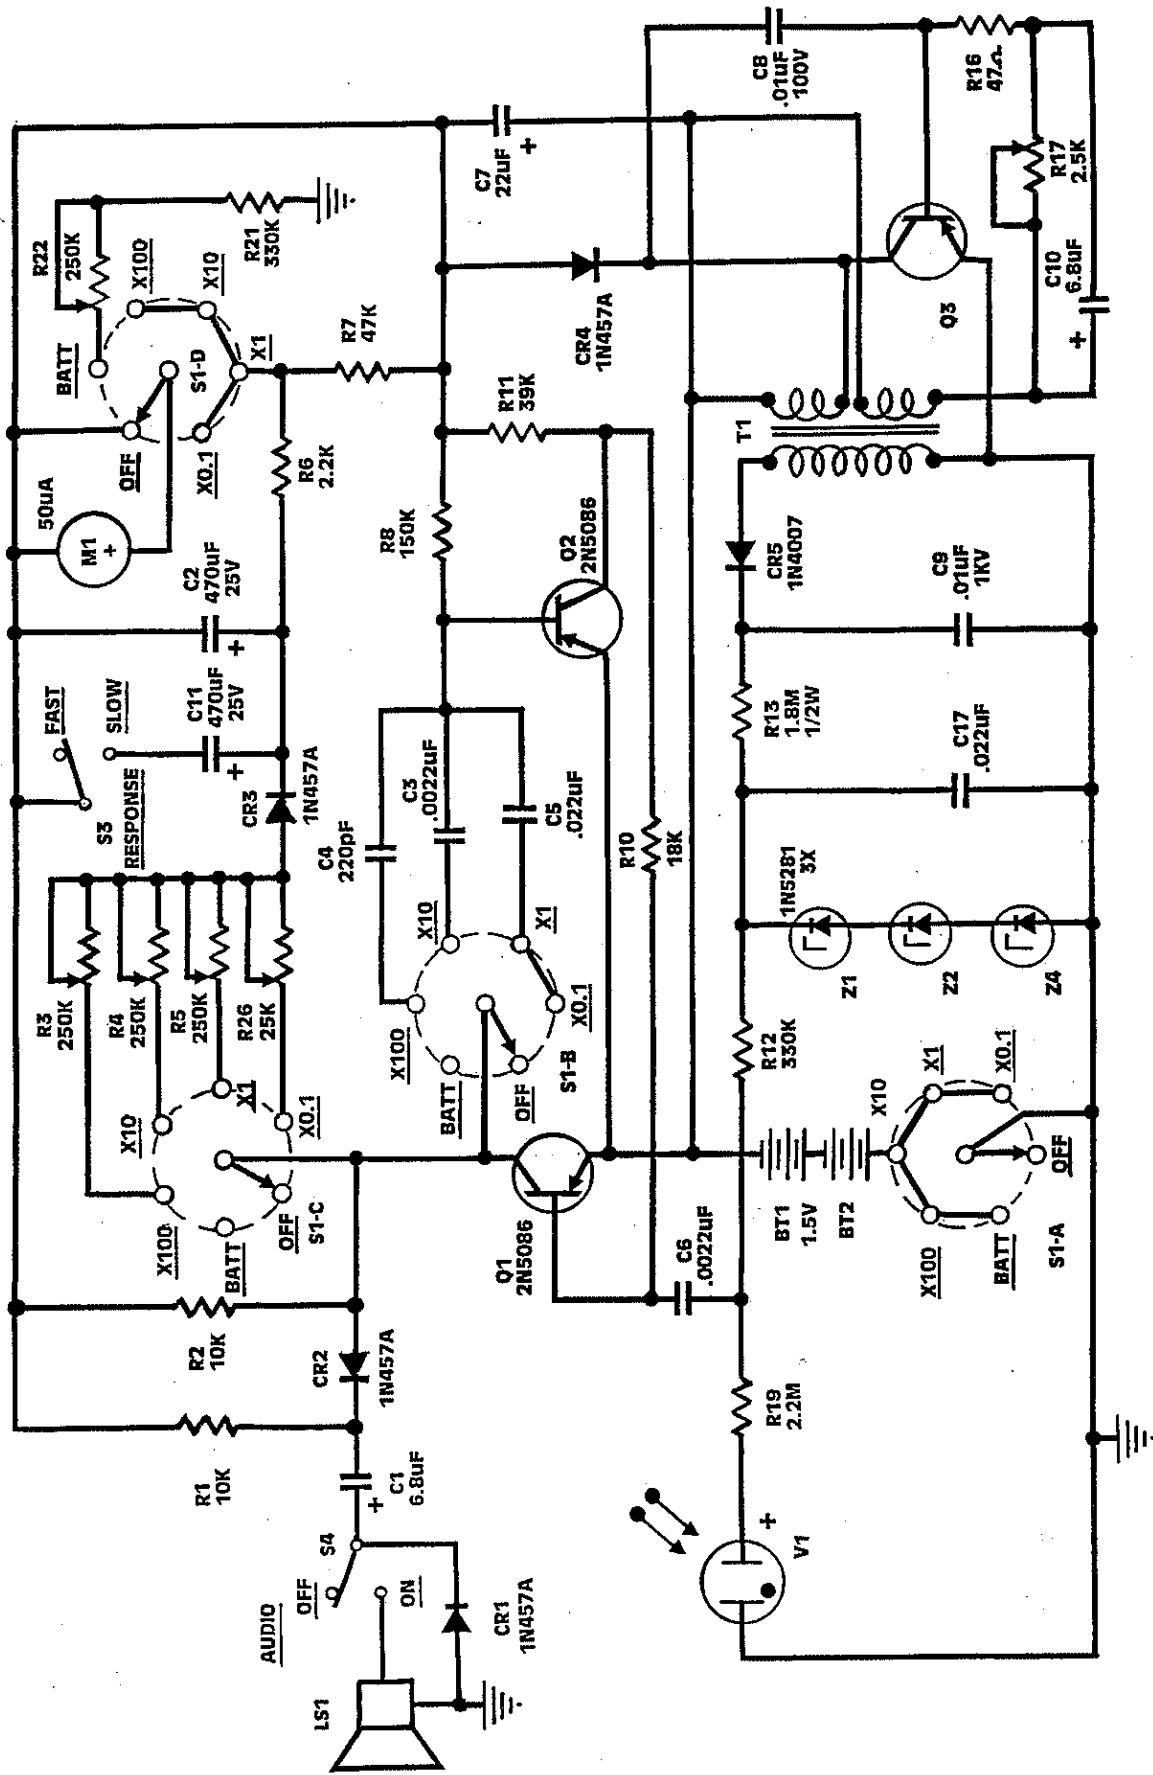 LS1
AUDIO
OFF
ON
S4
CR1
1N457A
C1
6.8uF
+
R1
10K
R2
10K
CR2
1N457A
X100
X10
X1
X0.1
BATT
OFF
S1-C
R3
250K
R4
250K
R5
250K
R26
25K
S3
RESPONSE
FAST
SLOW
CR3
1N457A
C11
470uF
25V
+
C2
470uF
25V
+
50uA
M1
+
OFF
BATT
X100
X10
X1
X0.1
S1-D
R22
250K
R21
330K
R6
2.2K
R7
47K
Q1
2N5086
X100
X10
X1
X0.1
BATT
OFF
S1-B
C4
220pF
C3
.0022uF
C5
.022uF
R8
150K
Q2
2N5086
R11
39K
R10
18K
C7
22uF
+
CR4
1N457A
C8
.01uF
100V
C6
.0022uF
V1
+
R19
2.2M
BT1
1.5V
BT2
X100
X10
X1
X0.1
BATT
OFF
S1-A
R12
330K
1N5281
3X
Z1
Z2
Z4
R13
1.8M
1/2W
C17
.022uF
C9
.01uF
1KV
CR5
1N4007
T1
Q3
C10
6.8uF
+
R17
2.5K
R16
47Ω